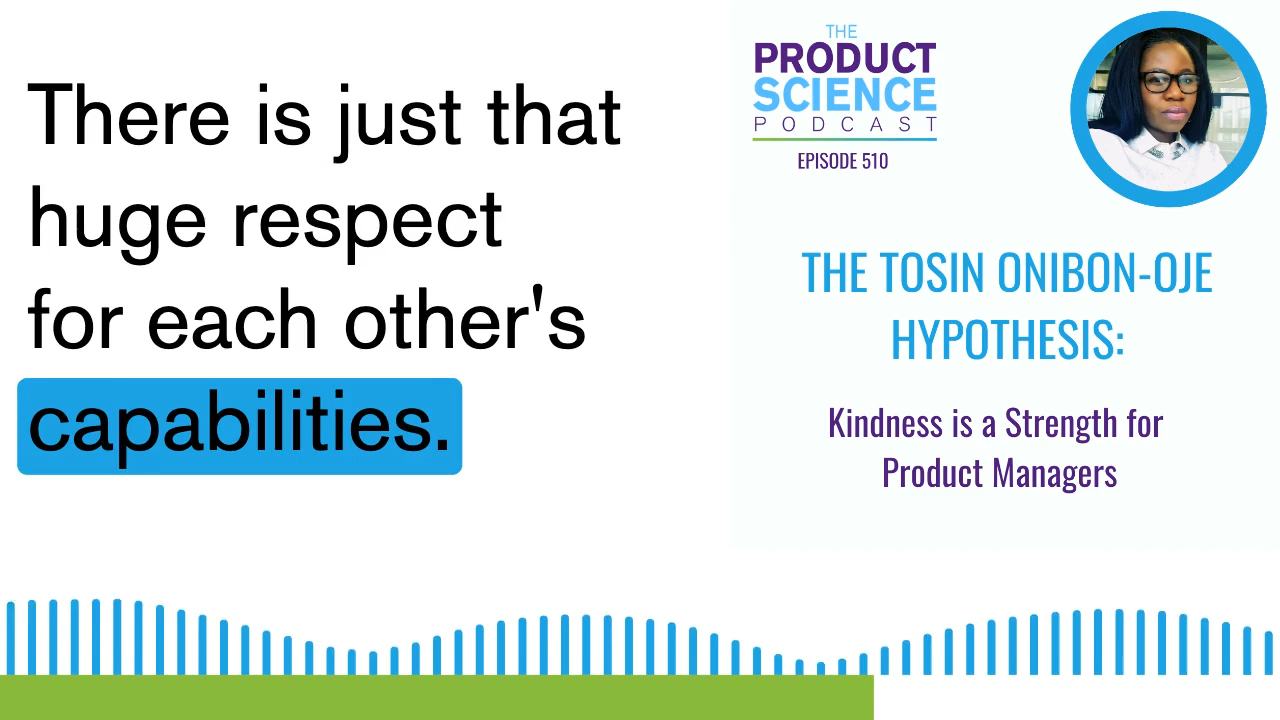 There is just that
huge respect
for each other's
capabilities.
THE
PRODUCT
SCIENCE
PODCAST
EPISODE 510
THE TOSIN ONIBON-OJE
HYPOTHESIS:
Kindness is a Strength for
Product Managers